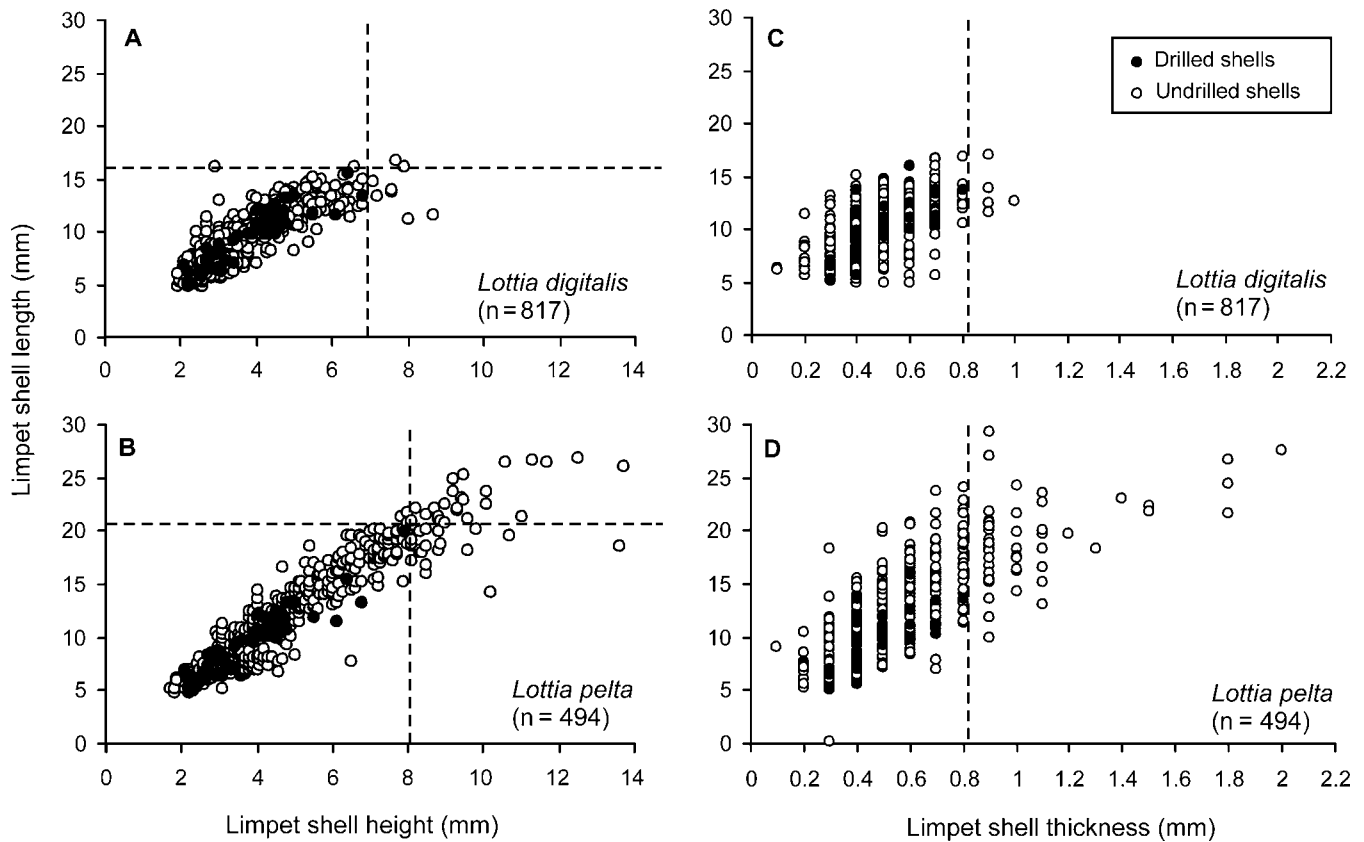 A
30
25
20
15
10
5
0
0 2 4 6 8 10 12 14
Lottia digitalis
(n = 817)
C
30
25
20
15
10
5
0
0 0.2 0.4 0.6 0.8 1 1.2 1.4 1.6 1.8 2 2.2
Drilled shells
Undrilled shells
Lottia digitalis
(n = 817)
Limpet shell length (mm)
B
30
25
20
15
10
5
0
0 2 4 6 8 10 12 14
Lottia pelta
(n = 494)
Limpet shell height (mm)
D
30
25
20
15
10
5
0
0 0.2 0.4 0.6 0.8 1 1.2 1.4 1.6 1.8 2 2.2
Lottia pelta
(n = 494)
Limpet shell thickness (mm)